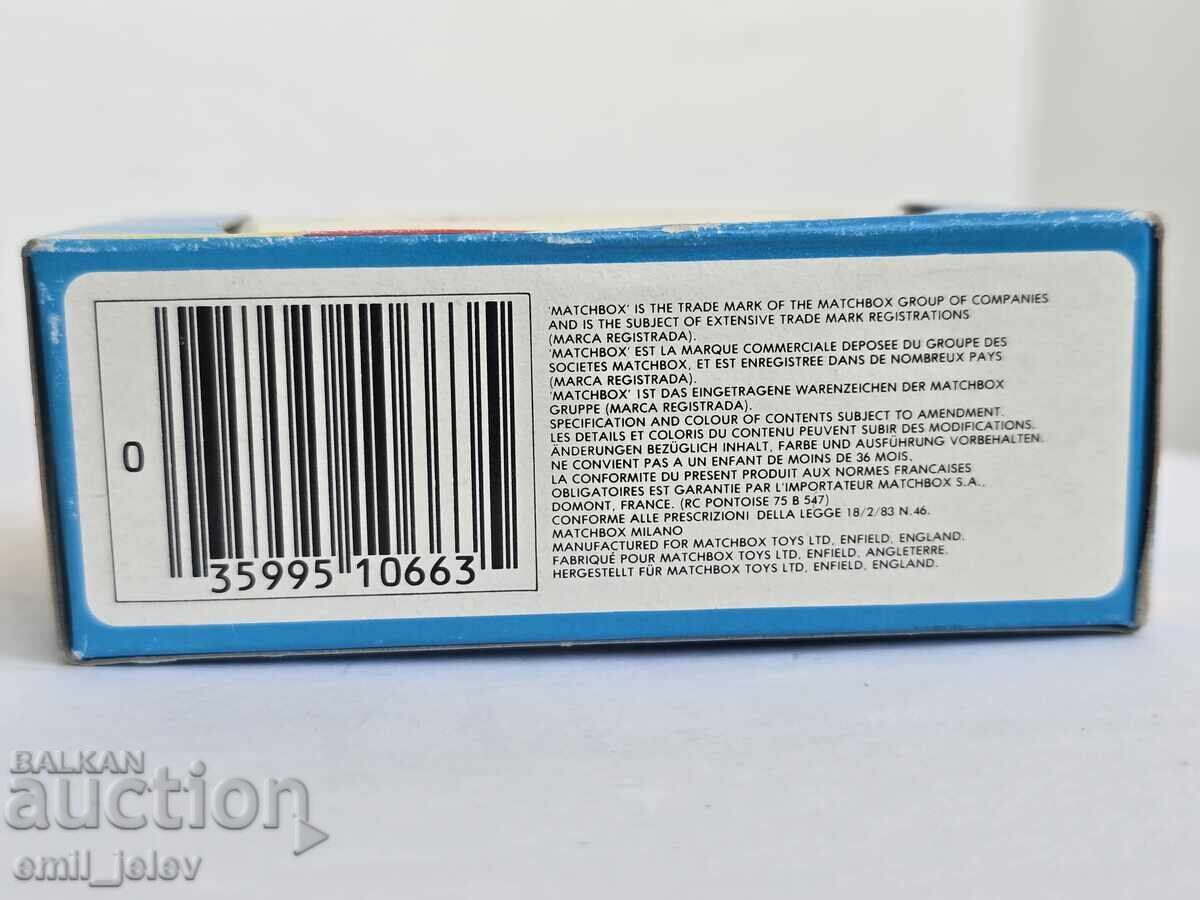 0
35995 10663
'MATCHBOX' IS THE TRADE MARK OF THE MATCHBOX GROUP OF COMPANIES
AND IS THE SUBJECT OF EXTENSIVE TRADE MARK REGISTRATIONS
(MARCA REGISTRADA).
'MATCHBOX' EST LA MARQUE COMMERCIALE DEPOSEE DU GROUPE DES
SOCIETES MATCHBOX, ET EST ENREGISTREE DANS DE NOMBREUX PAYS
(MARCA REGISTRADA).
'MATCHBOX' IST DAS EINGETRAGENE WARENZEICHEN DER MATCHBOX
GRUPPE (MARCA REGISTRADA).
SPECIFICATION AND COLOUR OF CONTENTS SUBJECT TO AMENDMENT.
LES DETAILS ET COLORIS DU CONTENU PEUVENT SUBIR DES MODIFICATIONS.
ÄNDERUNGEN BEZÜGLICH INHALT, FARBE UND AUSFÜHRUNG VORBEHALTEN.
NE CONVIENT PAS A UN ENFANT DE MOINS DE 36 MOIS.
LA CONFORMITE DU PRESENT PRODUIT AUX NORMES FRANCAISES
OBLIGATOIRES EST GARANTIE PAR L'IMPORTATEUR MATCHBOX S.A.,
DOMONT, FRANCE. (RC PONTOISE 75 B 547)
CONFORME ALLE PRESCRIZIONI DELLA LEGGE 18/2/83 N.46.
MATCHBOX MILANO
MANUFACTURED FOR MATCHBOX TOYS LTD, ENFIELD, ENGLAND.
FABRIQUÉ POUR MATCHBOX TOYS LTD, ENFIELD, ANGLETERRE.
HERGESTELLT FÜR MATCHBOX TOYS LTD, ENFIELD, ENGLAND.
BALKAN
auction
emil_jelev